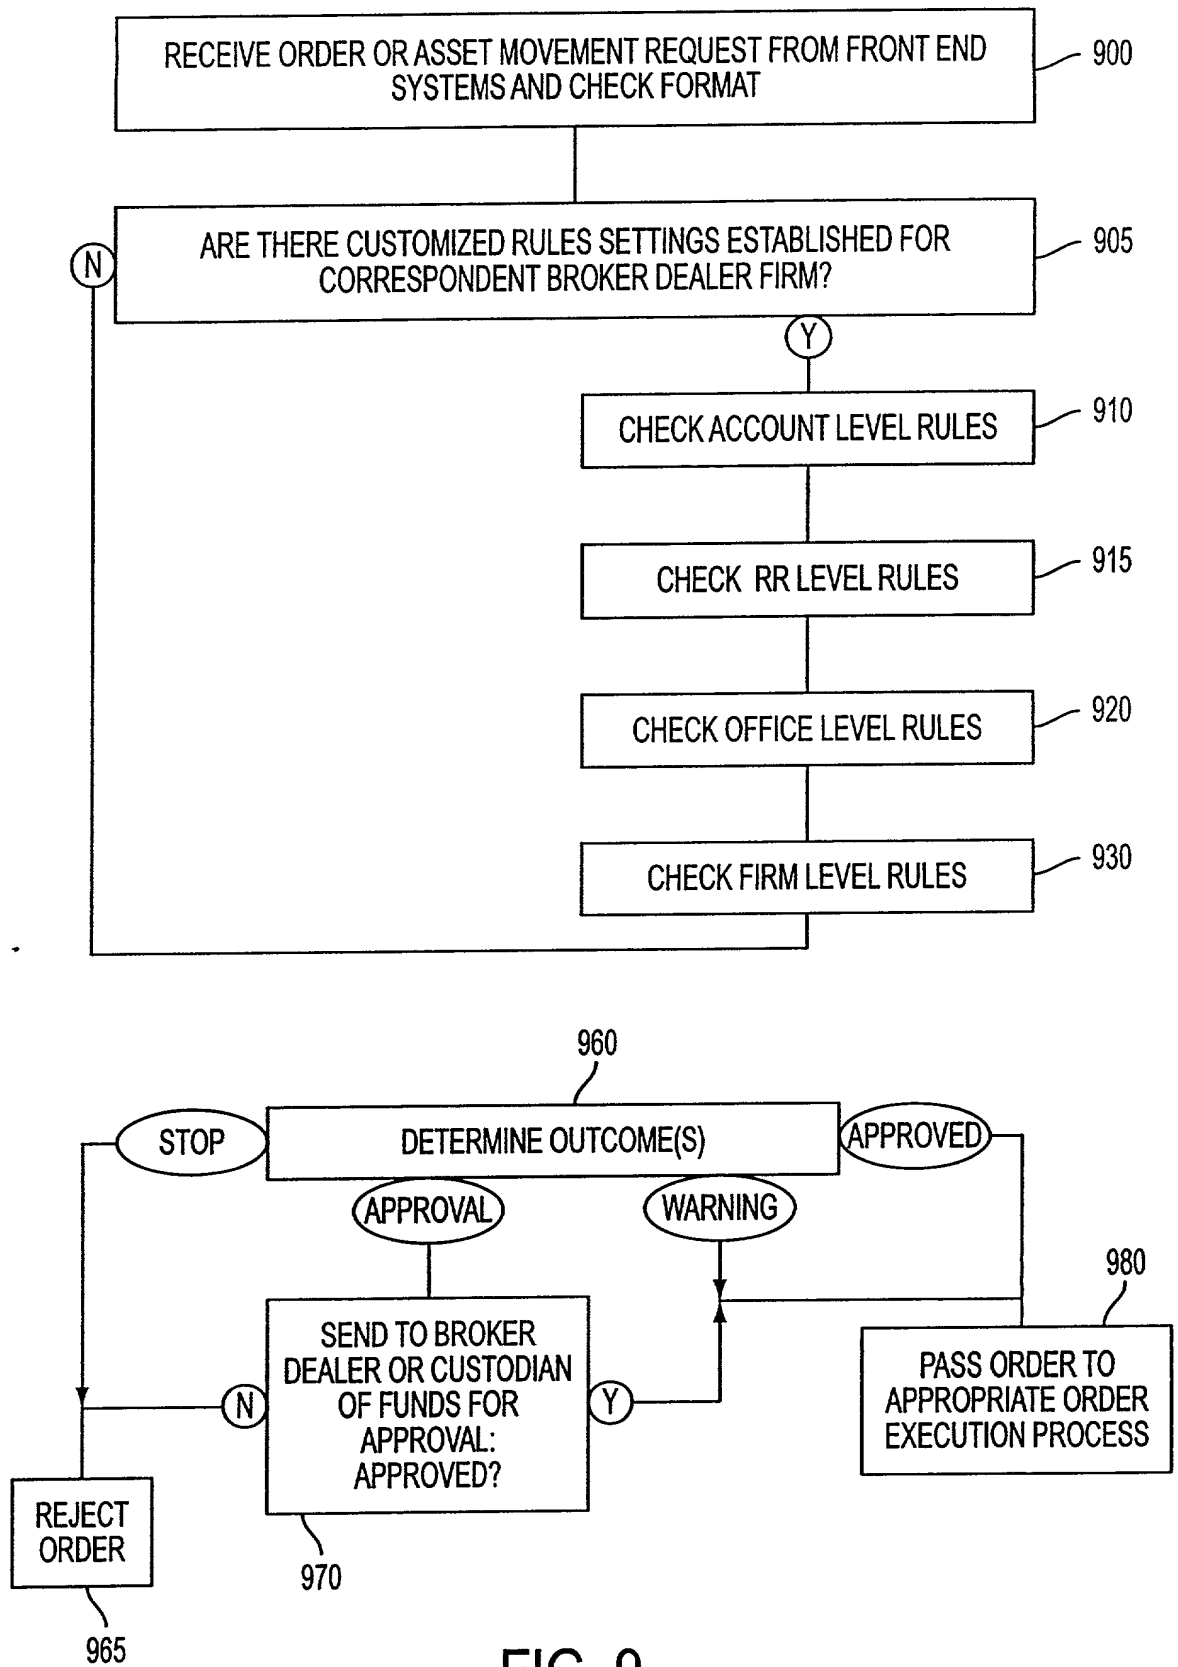 RECEIVE ORDER OR ASSET MOVEMENT REQUEST FROM FRONT END
SYSTEMS AND CHECK FORMAT
900
ARE THERE CUSTOMIZED RULES SETTINGS ESTABLISHED FOR
CORRESPONDENT BROKER DEALER FIRM?
905
N
Y
CHECK ACCOUNT LEVEL RULES
910
CHECK RR LEVEL RULES
915
CHECK OFFICE LEVEL RULES
920
CHECK FIRM LEVEL RULES
930
960
STOP
DETERMINE OUTCOME(S)
APPROVED
APPROVAL
WARNING
980
SEND TO BROKER
DEALER OR CUSTODIAN
OF FUNDS FOR
APPROVAL:
APPROVED?
N
Y
PASS ORDER TO
APPROPRIATE ORDER
EXECUTION PROCESS
REJECT
ORDER
970
965
FIG. 9